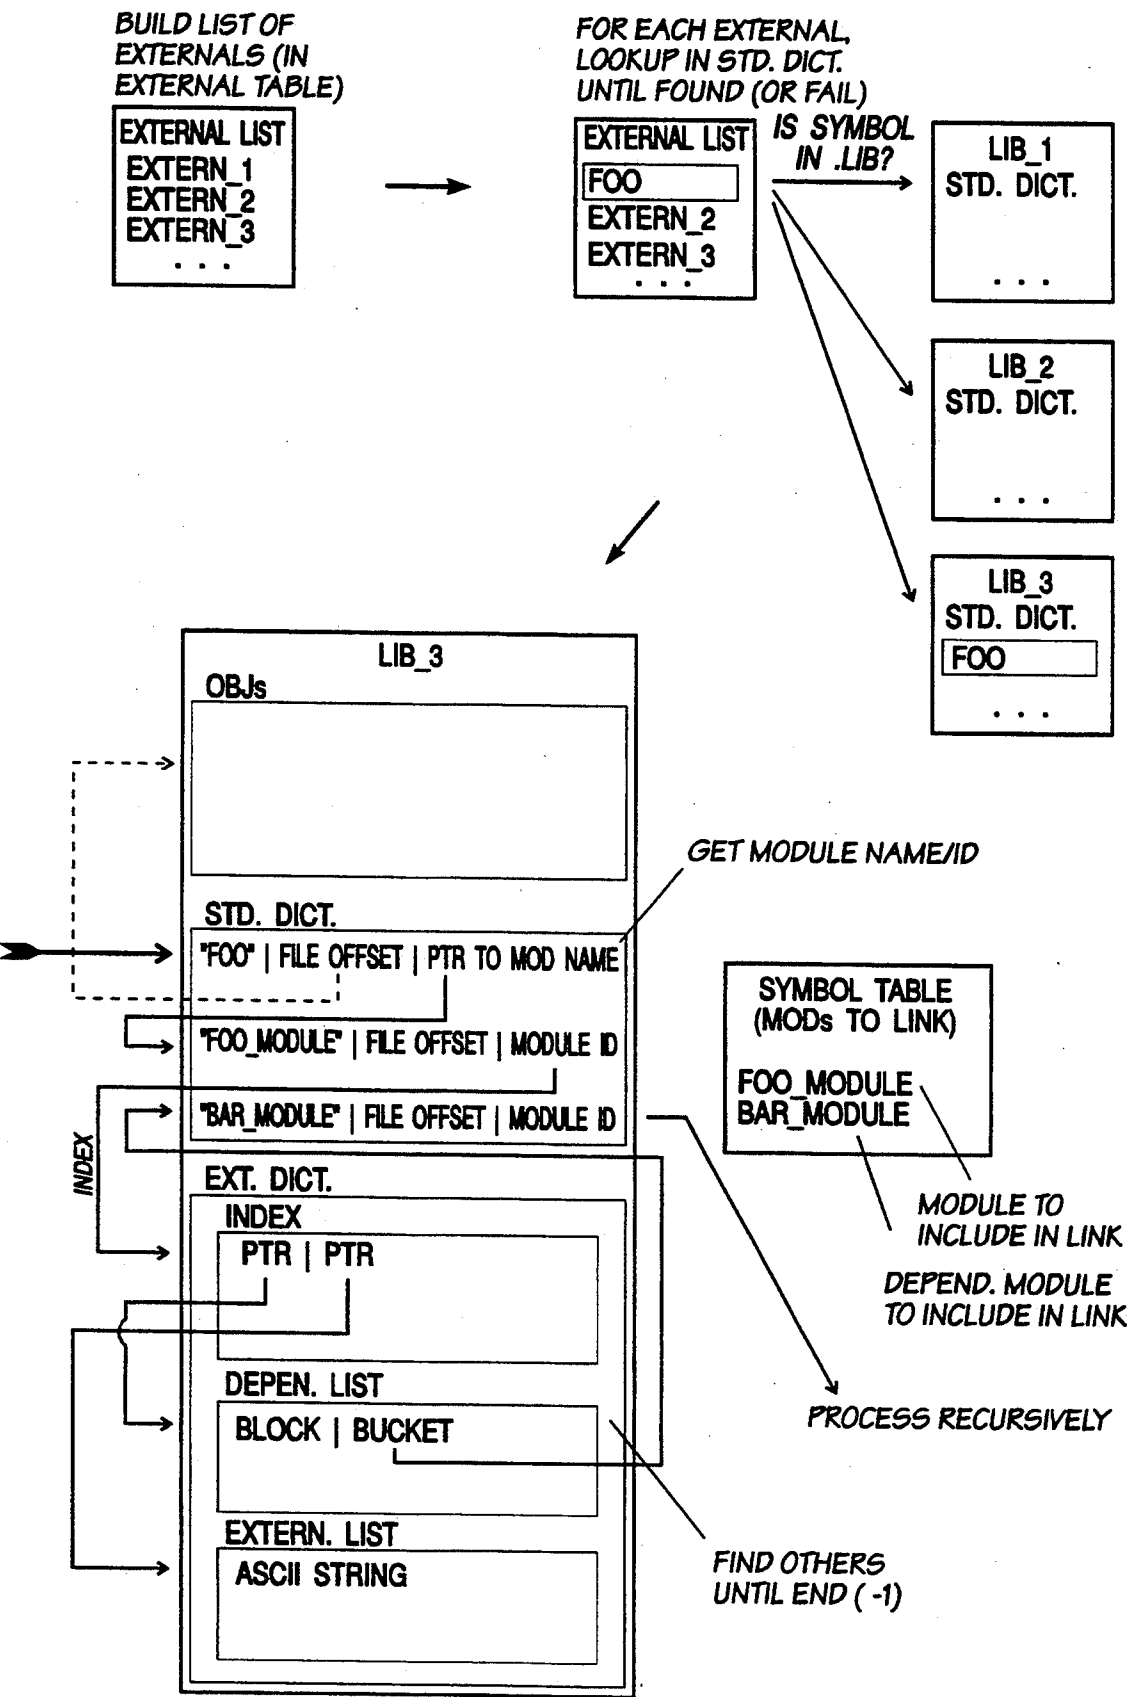 BUILD LIST OF
EXTERNALS (IN
EXTERNAL TABLE)
EXTERNAL LIST
EXTERN_1
EXTERN_2
EXTERN_3
. . .
FOR EACH EXTERNAL,
LOOKUP IN STD. DICT.
UNTIL FOUND (OR FAIL)
EXTERNAL LIST
FOO
EXTERN_2
EXTERN_3
. . .
IS SYMBOL
IN .LIB?
LIB_1
STD. DICT.
. . .
LIB_2
STD. DICT.
. . .
LIB_3
STD. DICT.
FOO
. . .
LIB_3
OBJs
GET MODULE NAME/ID
STD. DICT.
"FOO" | FILE OFFSET | PTR TO MOD NAME
"FOO_MODULE" | FILE OFFSET | MODULE ID
"BAR_MODULE" | FILE OFFSET | MODULE ID
INDEX
SYMBOL TABLE
(MODs TO LINK)
FOO_MODULE
BAR_MODULE
MODULE TO
INCLUDE IN LINK
DEPEND. MODULE
TO INCLUDE IN LINK
EXT. DICT.
INDEX
PTR | PTR
DEPEN. LIST
BLOCK | BUCKET
PROCESS RECURSIVELY
EXTERN. LIST
ASCII STRING
FIND OTHERS
UNTIL END ( -1)